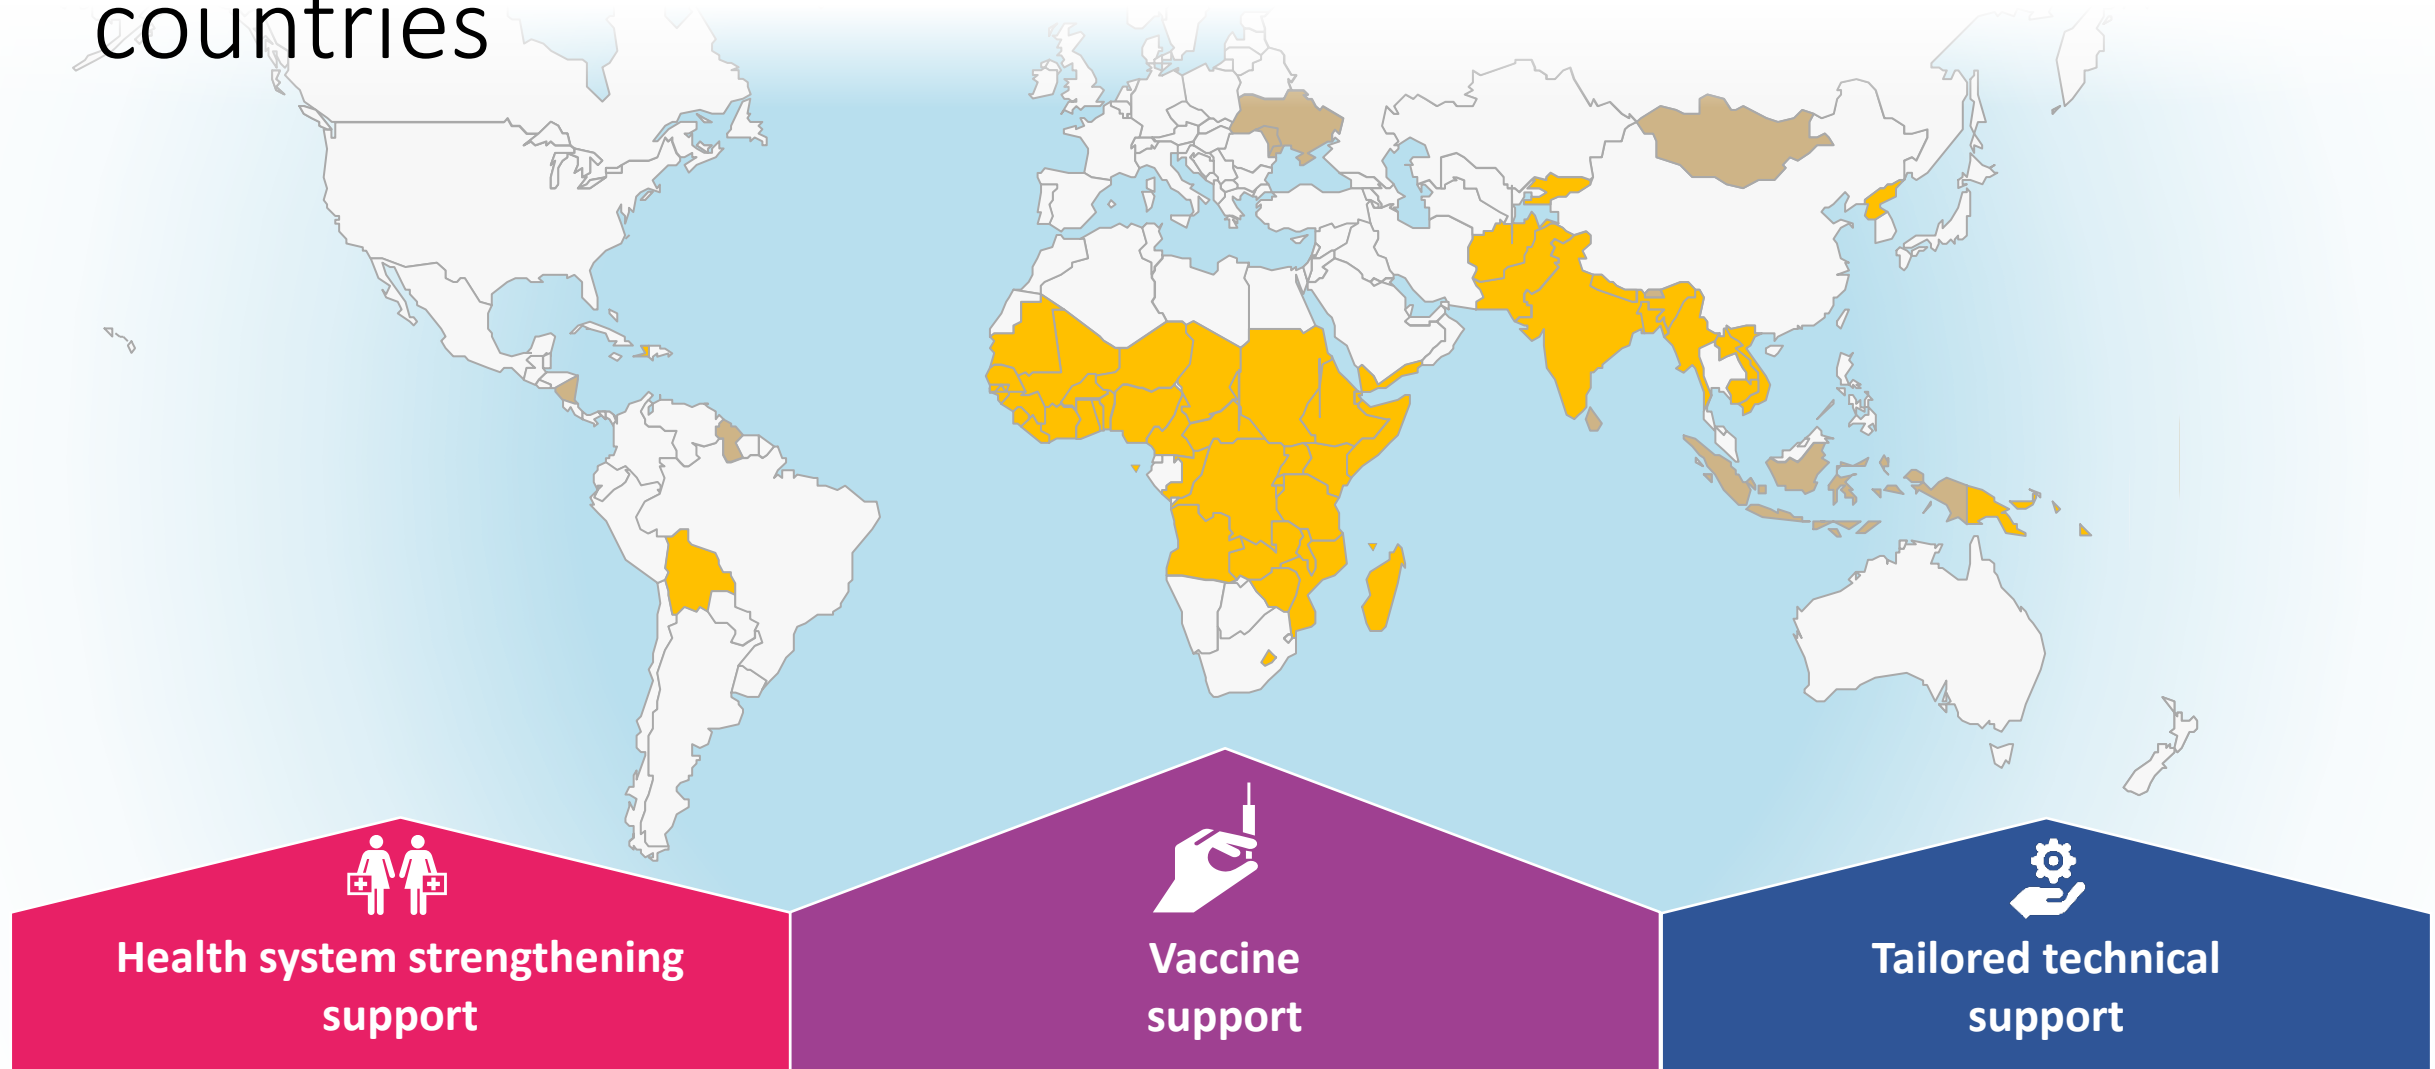 countries
Health system strengthening
support
Vaccine
support
Tailored technical
support